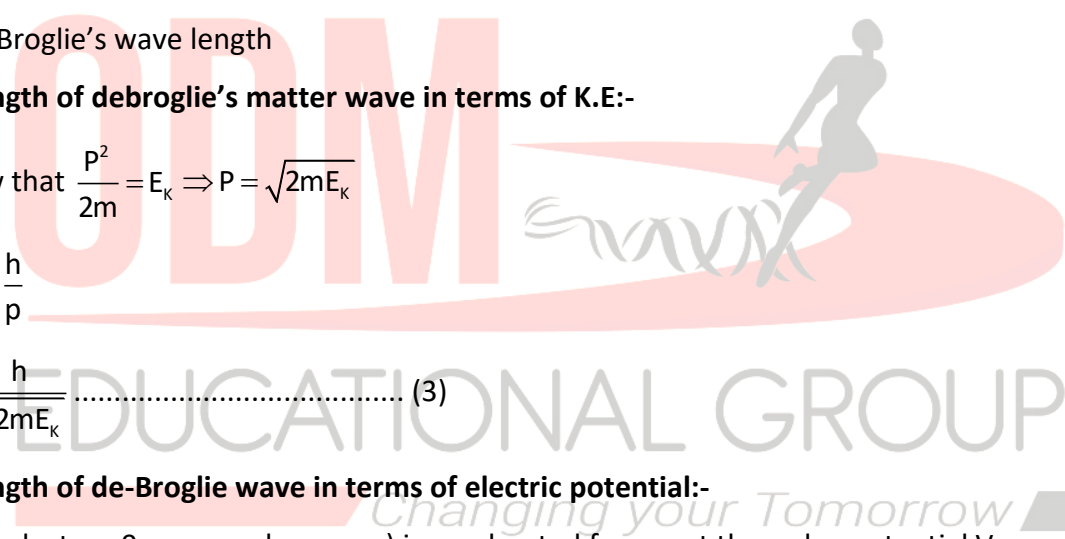 Broglie's wave length
ngth of debroglie's matter wave in terms of K.E:-
that P²/2m = E_K ⇒ P = √2mE_K
h/p
h/2mE_K ..................................... (3)
ngth of de-Broglie wave in terms of electric potential:-
ODM
EDUCATIONAL GROUP
Changing your Tomorrow